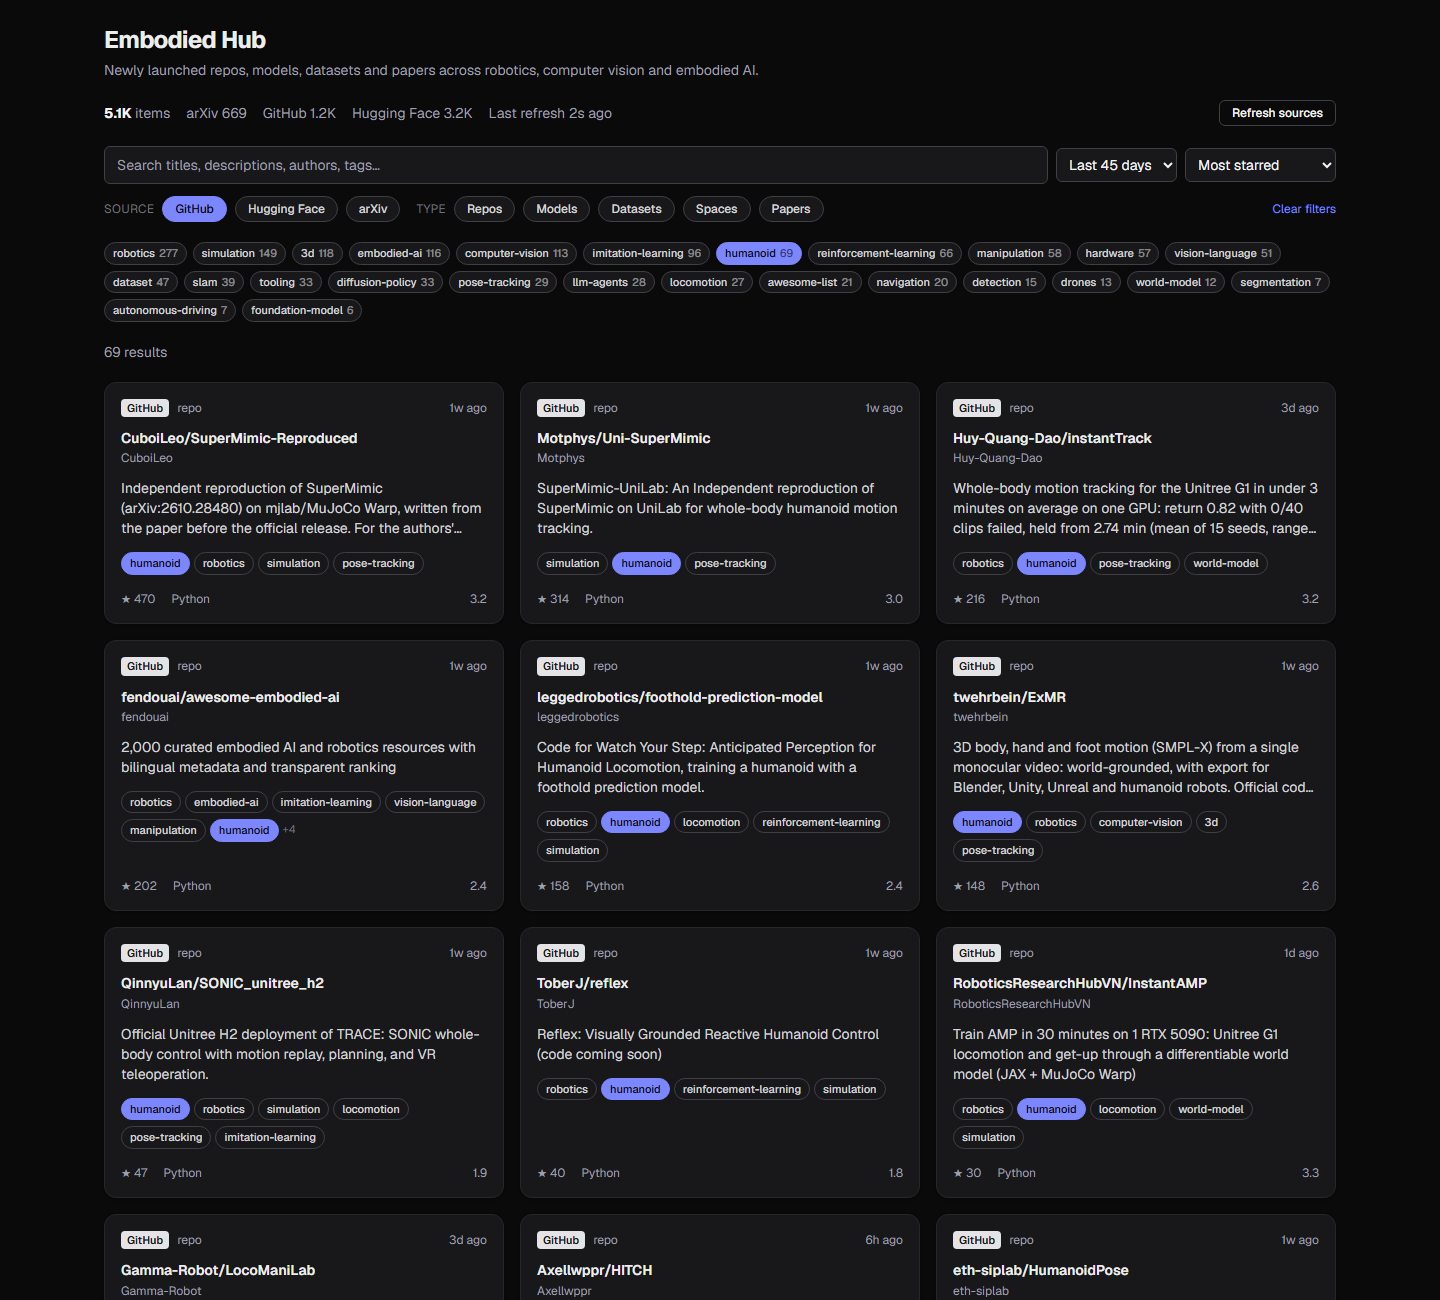 Embodied Hub
Newly launched repos, models, datasets and papers across robotics, computer vision and embodied AI.
5.1K items arXiv 669 GitHub 1.2K Hugging Face 3.2K Last refresh 2s ago Refresh sources
Search titles, descriptions, authors, tags... Last 45 days Most starred
SOURCE GitHub Hugging Face arXiv TYPE Repos Models Datasets Spaces Papers Clear filters
robotics 277 simulation 149 3d 118 embodied-ai 116 computer-vision 113 imitation-learning 96 humanoid 69 reinforcement-learning 66 manipulation 58 hardware 57 vision-language 51
dataset 47 slam 39 tooling 33 diffusion-policy 33 pose-tracking 29 llm-agents 28 locomotion 27 awesome-list 21 navigation 20 detection 15 drones 13 world-model 12 segmentation 7
autonomous-driving 7 foundation-model 6
69 results
GitHub repo 1w ago
CuboiLeo/SuperMimic-Reproduced
CuboiLeo
Independent reproduction of SuperMimic
(arXiv:2610.28480) on mjlab/MuJoCo Warp, written from
the paper before the official release. For the authors'...
humanoid robotics simulation pose-tracking
★ 470 Python 3.2
GitHub repo 1w ago
Motphys/Uni-SuperMimic
Motphys
SuperMimic-UniLab: An Independent reproduction of
SuperMimic on UniLab for whole-body humanoid motion
tracking.
simulation humanoid pose-tracking
★ 314 Python 3.0
GitHub repo 3d ago
Huy-Quang-Dao/instantTrack
Huy-Quang-Dao
Whole-body motion tracking for the Unitree G1 in under 3
minutes on average on one GPU: return 0.82 with 0/40
clips failed, held from 2.74 min (mean of 15 seeds, range...
robotics humanoid pose-tracking world-model
★ 216 Python 3.2
GitHub repo 1w ago
fendouai/awesome-embodied-ai
fendouai
2,000 curated embodied AI and robotics resources with
bilingual metadata and transparent ranking
robotics embodied-ai imitation-learning vision-language
manipulation humanoid +4
★ 202 Python 2.4
GitHub repo 1w ago
leggedrobotics/foothold-prediction-model
leggedrobotics
Code for Watch Your Step: Anticipated Perception for
Humanoid Locomotion, training a humanoid with a
foothold prediction model.
robotics humanoid locomotion reinforcement-learning
simulation
★ 158 Python 2.4
GitHub repo 1w ago
twehrbein/ExMR
twehrbein
3D body, hand and foot motion (SMPL-X) from a single
monocular video: world-grounded, with export for
Blender, Unity, Unreal and humanoid robots. Official cod...
humanoid robotics computer-vision 3d
pose-tracking
★ 148 Python 2.6
GitHub repo 1w ago
QinnyuLan/SONIC_unitree_h2
QinnyuLan
Official Unitree H2 deployment of TRACE: SONIC whole-
body control with motion replay, planning, and VR
teleoperation.
humanoid robotics simulation locomotion
pose-tracking imitation-learning
★ 47 Python 1.9
GitHub repo 1w ago
ToberJ/reflex
ToberJ
Reflex: Visually Grounded Reactive Humanoid Control
(code coming soon)
robotics humanoid reinforcement-learning simulation
★ 40 Python 1.8
GitHub repo 1d ago
RoboticsResearchHubVN/InstantAMP
RoboticsResearchHubVN
Train AMP in 30 minutes on 1 RTX 5090: Unitree G1
locomotion and get-up through a differentiable world
model (JAX + MuJoCo Warp)
robotics humanoid locomotion world-model
simulation
★ 30 Python 3.3
GitHub repo 3d ago
Gamma-Robot/LocoManiLab
Gamma-Robot
GitHub repo 6h ago
Axellwppr/HITCH
Axellwppr
GitHub repo 1w ago
eth-siplab/HumanoidPose
eth-siplab